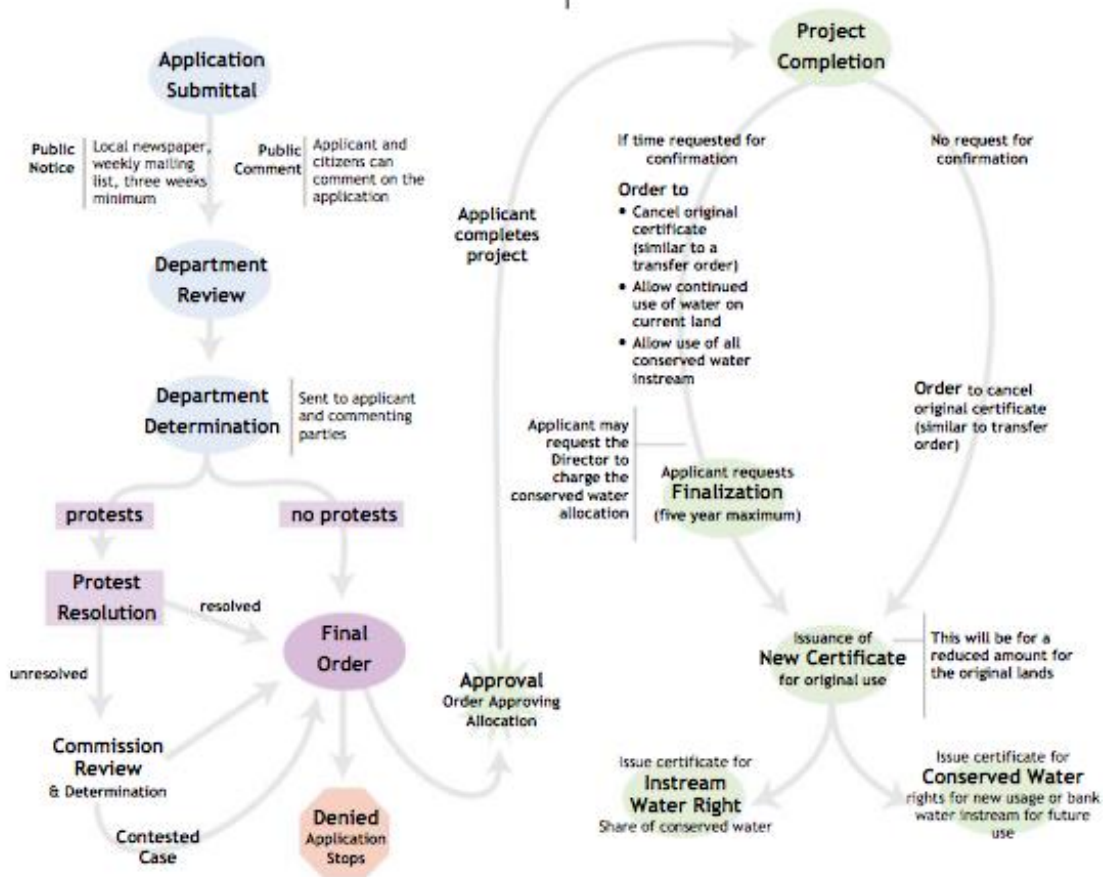 Application
Submittal
Public
Notice
Local newspaper,
weekly mailing
list, three weeks
minimum
Public
Comment
Applicant and
citizens can
comment on the
application
Department
Review
Department
Determination
Sent to applicant
and commenting
parties
protests
no protests
Protest
Resolution
resolved
unresolved
Final
Order
Commission
Review
& Determination
Contested
Case
Denied
Application
Stops
Approval
Order Approving
Allocation
Applicant
completes
project
Project
Completion
If time requested for
confirmation
No request for
confirmation
Order to
• Cancel original
certificate
(similar to a
transfer order)
• Allow continued
use of water on
current land
• Allow use of all
conserved water
instream
Order to cancel
original certificate
(similar to transfer
order)
Applicant may
request the
Director to
charge the
conserved water
allocation
Applicant requests
Finalization
(five year maximum)
Issuance of
New Certificate
for original use
This will be for a
reduced amount for
the original lands
Issue certificate for
Instream
Water Right
Share of conserved water
Issue certificate for
Conserved Water
rights for new usage or bank
water instream for future
use